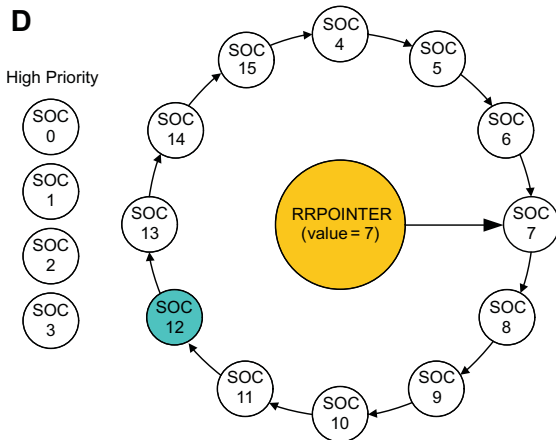 D
High Priority
SOC
0
SOC
1
SOC
2
SOC
3
SOC
4
SOC
5
SOC
6
SOC
7
SOC
8
SOC
9
SOC
10
SOC
11
SOC
12
SOC
13
SOC
14
SOC
15
RRPOINTER
(value = 7)